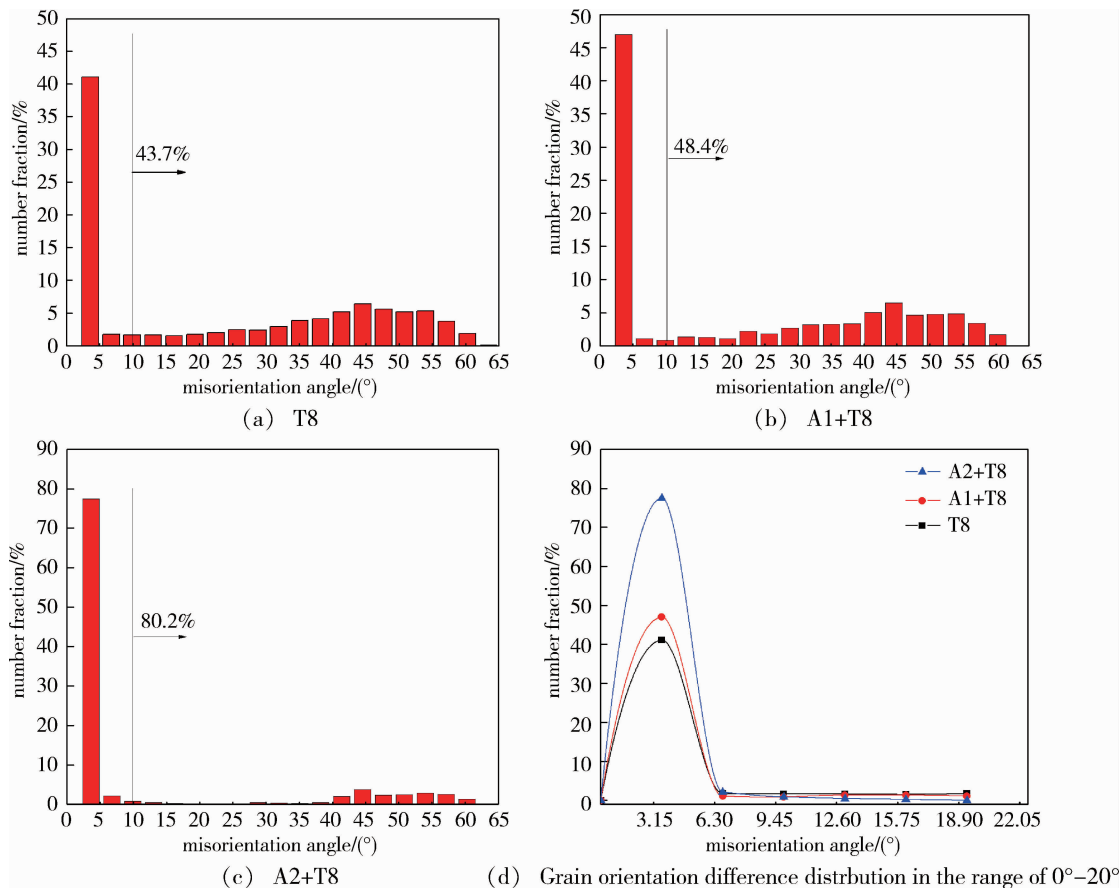 50
45
40
35
30
25
20
15
10
5
0
number fraction/%
43.7%
0 5 10 15 20 25 30 35 40 45 50 55 60 65
misorientation angle/(°)
(a) T8
50
45
40
35
30
25
20
15
10
5
0
number fraction/%
48.4%
0 5 10 15 20 25 30 35 40 45 50 55 60 65
misorientation angle/(°)
(b) A1+T8
90
80
70
60
50
40
30
20
10
0
number fraction/%
80.2%
0 5 10 15 20 25 30 35 40 45 50 55 60 65
misorientation angle/(°)
(c) A2+T8
90
80
70
60
50
40
30
20
10
0
number fraction/%
A2+T8
A1+T8
T8
3.15 6.30 9.45 12.60 15.75 18.90 22.05
misorientation angle/(°)
(d) Grain orientation difference distrbution in the range of 0°–20°